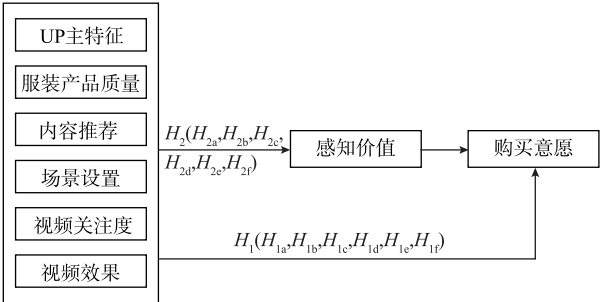 UP主特征
服装产品质量
内容推荐
场景设置
视频关注度
视频效果
H2(H2a,H2b,H2c,
H2d,H2e,H2f)
感知价值
购买意愿
H1(H1a,H1b,H1c,H1d,H1e,H1f)